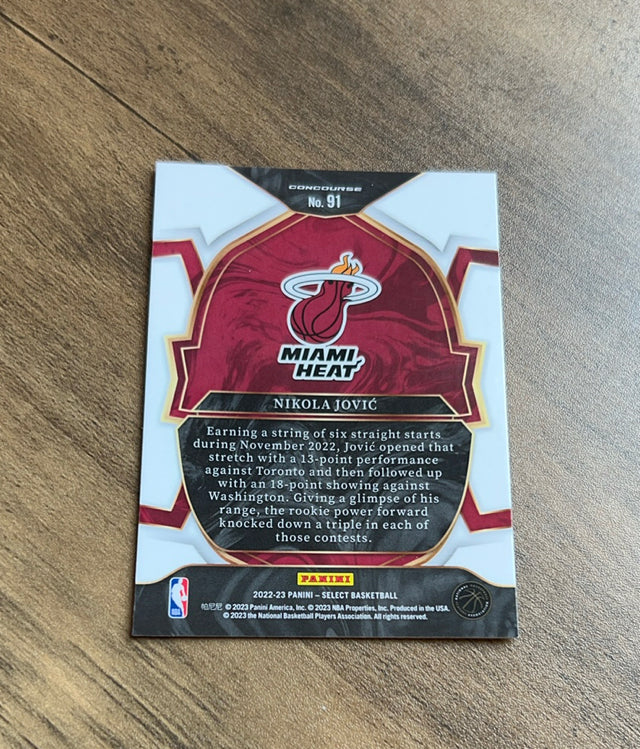 CONCOURSE
No. 91
MIAMI
HEAT
NIKOLA JOVIĆ
Earning a string of six straight starts
during November 2022, Jović opened that
stretch with a 13-point performance
against Toronto and then followed up
with an 18-point showing against
Washington. Giving a glimpse of his
range, the rookie power forward
knocked down a triple in each of
those contests.
PANINI
2022-23 PANINI – SELECT BASKETBALL
帕尼尼 © 2023 Panini America, Inc. © 2023 NBA Properties, Inc. Produced in the USA.
© 2023 the National Basketball Players Association. All rights reserved.
NBA